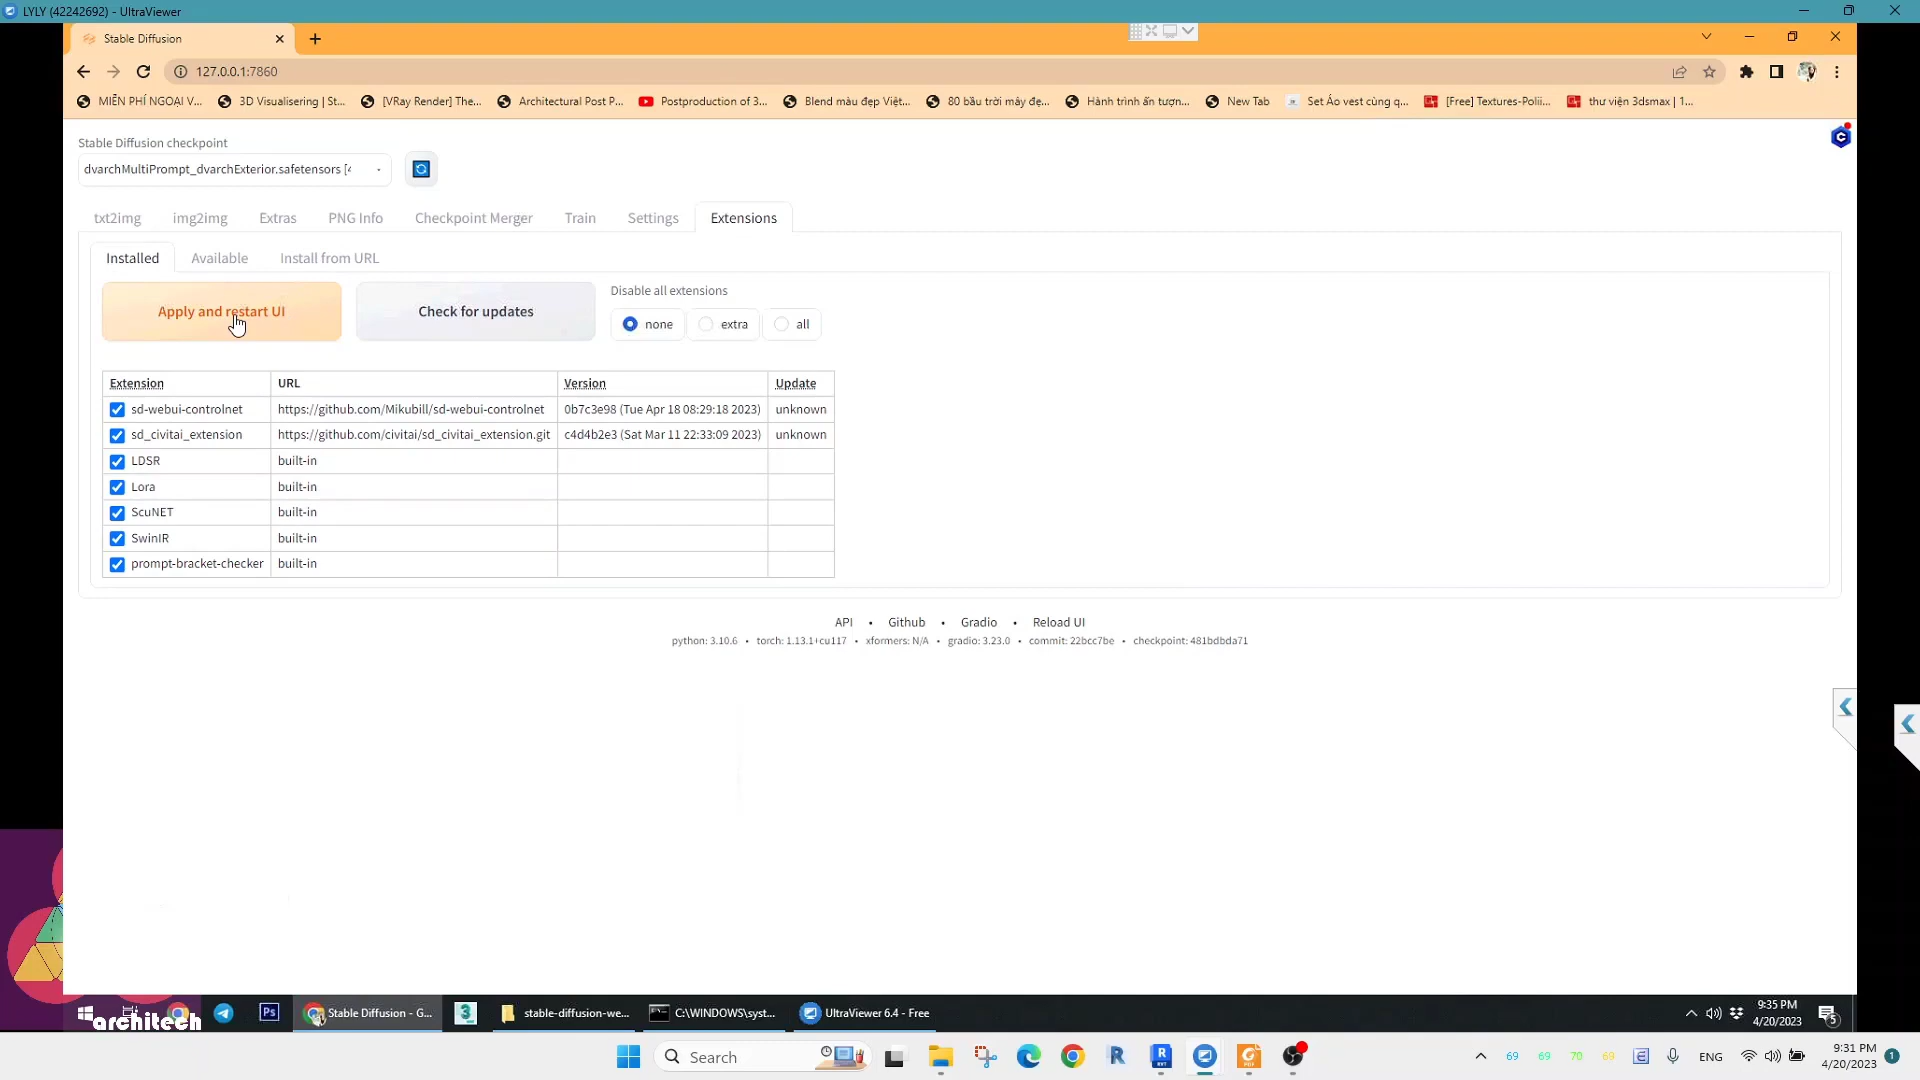 LYLY (42242692) - UltraViewer
Stable Diffusion
127.0.0.1:7860
MIỄN PHÍ NGOẠI V... 3D Visualisering | St... [VRay Render] The... Architectural Post P... Postproduction of 3... Blend màu đẹp Việt... 80 bầu trời mây đẹ... Hành trình ấn tượn... New Tab Set Áo vest cùng q... [Free] Textures-Polii... thư viện 3dsmax | 1...
Stable Diffusion checkpoint
dvarchMultiPrompt_dvarchExterior.safetensors [4
txt2img img2img Extras PNG Info Checkpoint Merger Train Settings Extensions
Installed Available Install from URL
Apply and restart UI Check for updates
Disable all extensions
none extra all
Extension URL Version Update
sd-webui-controlnet https://github.com/Mikubill/sd-webui-controlnet 0b7c3e98 (Tue Apr 18 08:29:18 2023) unknown
sd_civitai_extension https://github.com/civitai/sd_civitai_extension.git c4d4b2e3 (Sat Mar 11 22:33:09 2023) unknown
LDSR built-in
Lora built-in
ScuNET built-in
SwinIR built-in
prompt-bracket-checker built-in
API • Github • Gradio • Reload UI
python: 3.10.6 • torch: 1.13.1+cu117 • xformers: N/A • gradio: 3.23.0 • commit: 22bcc7be • checkpoint: 481bdbda71
architech
Ps
Stable Diffusion - G...
3
stable-diffusion-we...
C:\WINDOWS\syst...
UltraViewer 6.4 - Free
9:35 PM
4/20/2023
5
Search
69 69 70 69
ENG
9:31 PM
4/20/2023
1